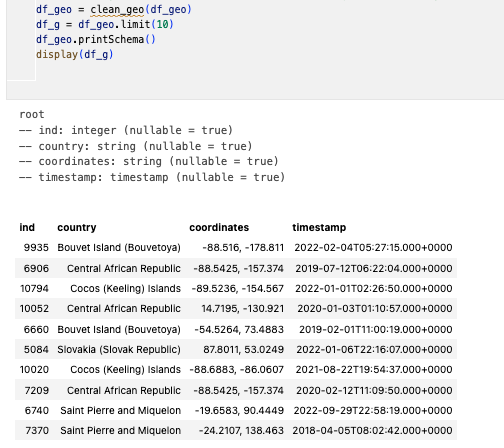 df_geo = clean_geo(df_geo)
df_g = df_geo.limit(10)
df_geo.printSchema()
display(df_g)
root
-- ind: integer (nullable = true)
-- country: string (nullable = true)
-- coordinates: string (nullable = true)
-- timestamp: timestamp (nullable = true)
ind country coordinates timestamp
9935 Bouvet Island (Bouvetoya) -88.516, -178.811 2022-02-04T05:27:15.000+0000
6906 Central African Republic -88.5425, -157.374 2019-07-12T06:22:04.000+0000
10794 Cocos (Keeling) Islands -89.5236, -154.567 2022-01-01T02:26:50.000+0000
10052 Central African Republic 14.7195, -130.921 2020-01-03T01:10:57.000+0000
6660 Bouvet Island (Bouvetoya) -54.5264, 73.4883 2019-02-01T11:00:19.000+0000
5084 Slovakia (Slovak Republic) 87.8011, 53.0249 2022-01-06T22:16:07.000+0000
10020 Cocos (Keeling) Islands -88.6883, -86.0607 2021-08-22T19:54:37.000+0000
7209 Central African Republic -88.5425, -157.374 2020-02-12T11:09:50.000+0000
6740 Saint Pierre and Miquelon -19.6583, 90.4449 2022-09-29T22:58:19.000+0000
7370 Saint Pierre and Miquelon -24.2107, 138.463 2018-04-05T08:02:42.000+0000